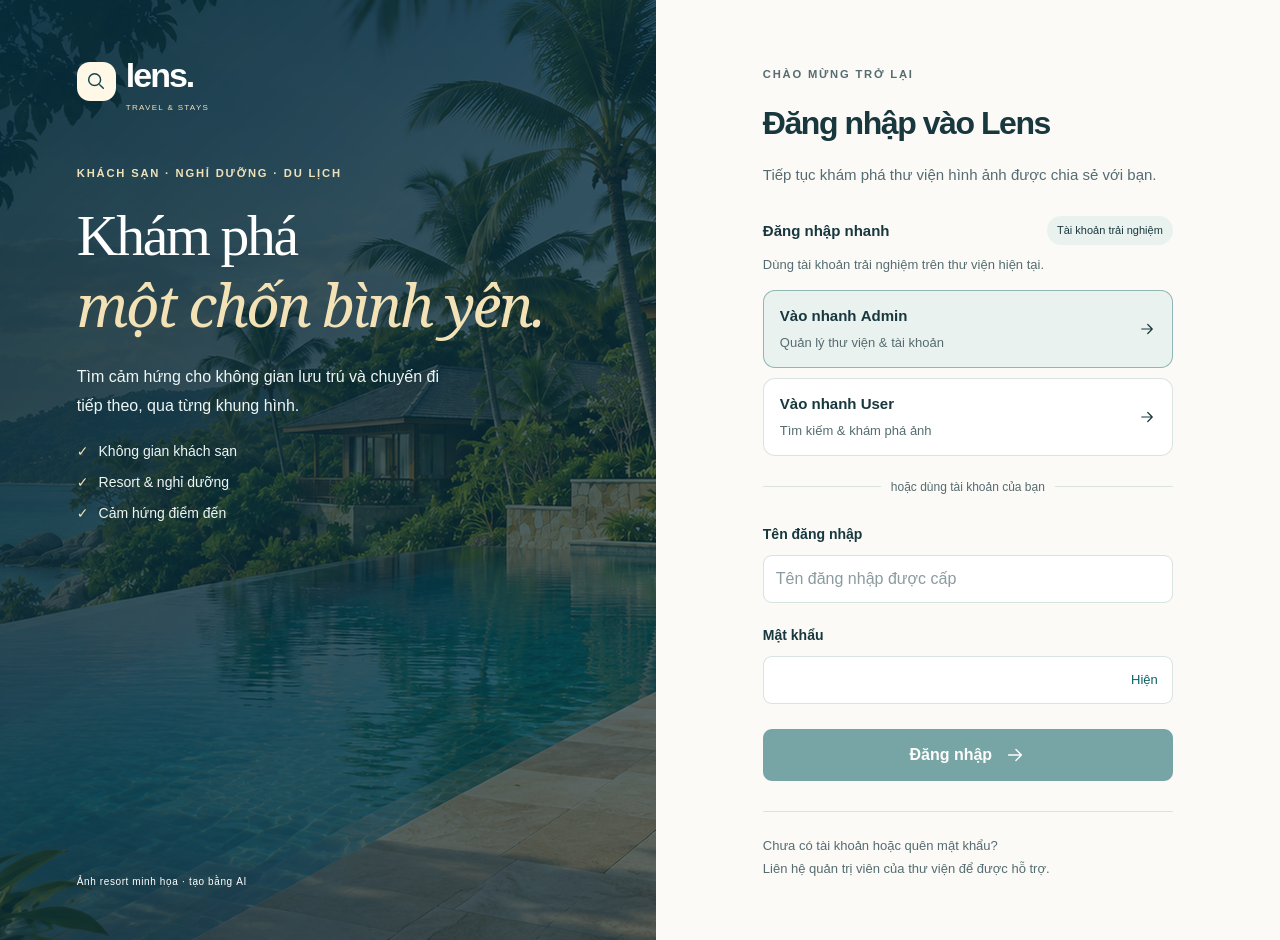 lens.
TRAVEL & STAYS
KHÁCH SẠN · NGHỈ DƯỠNG · DU LỊCH
Khám phá
một chốn bình yên.
Tìm cảm hứng cho không gian lưu trú và chuyến đi
tiếp theo, qua từng khung hình.
✓ Không gian khách sạn
✓ Resort & nghỉ dưỡng
✓ Cảm hứng điểm đến
Ảnh resort minh họa · tạo bằng AI
CHÀO MỪNG TRỞ LẠI
Đăng nhập vào Lens
Tiếp tục khám phá thư viện hình ảnh được chia sẻ với bạn.
Đăng nhập nhanh
Tài khoản trải nghiệm
Dùng tài khoản trải nghiệm trên thư viện hiện tại.
Vào nhanh Admin
Quản lý thư viện & tài khoản
Vào nhanh User
Tìm kiếm & khám phá ảnh
hoặc dùng tài khoản của bạn
Tên đăng nhập
Tên đăng nhập được cấp
Mật khẩu
Hiện
Đăng nhập
Chưa có tài khoản hoặc quên mật khẩu?
Liên hệ quản trị viên của thư viện để được hỗ trợ.